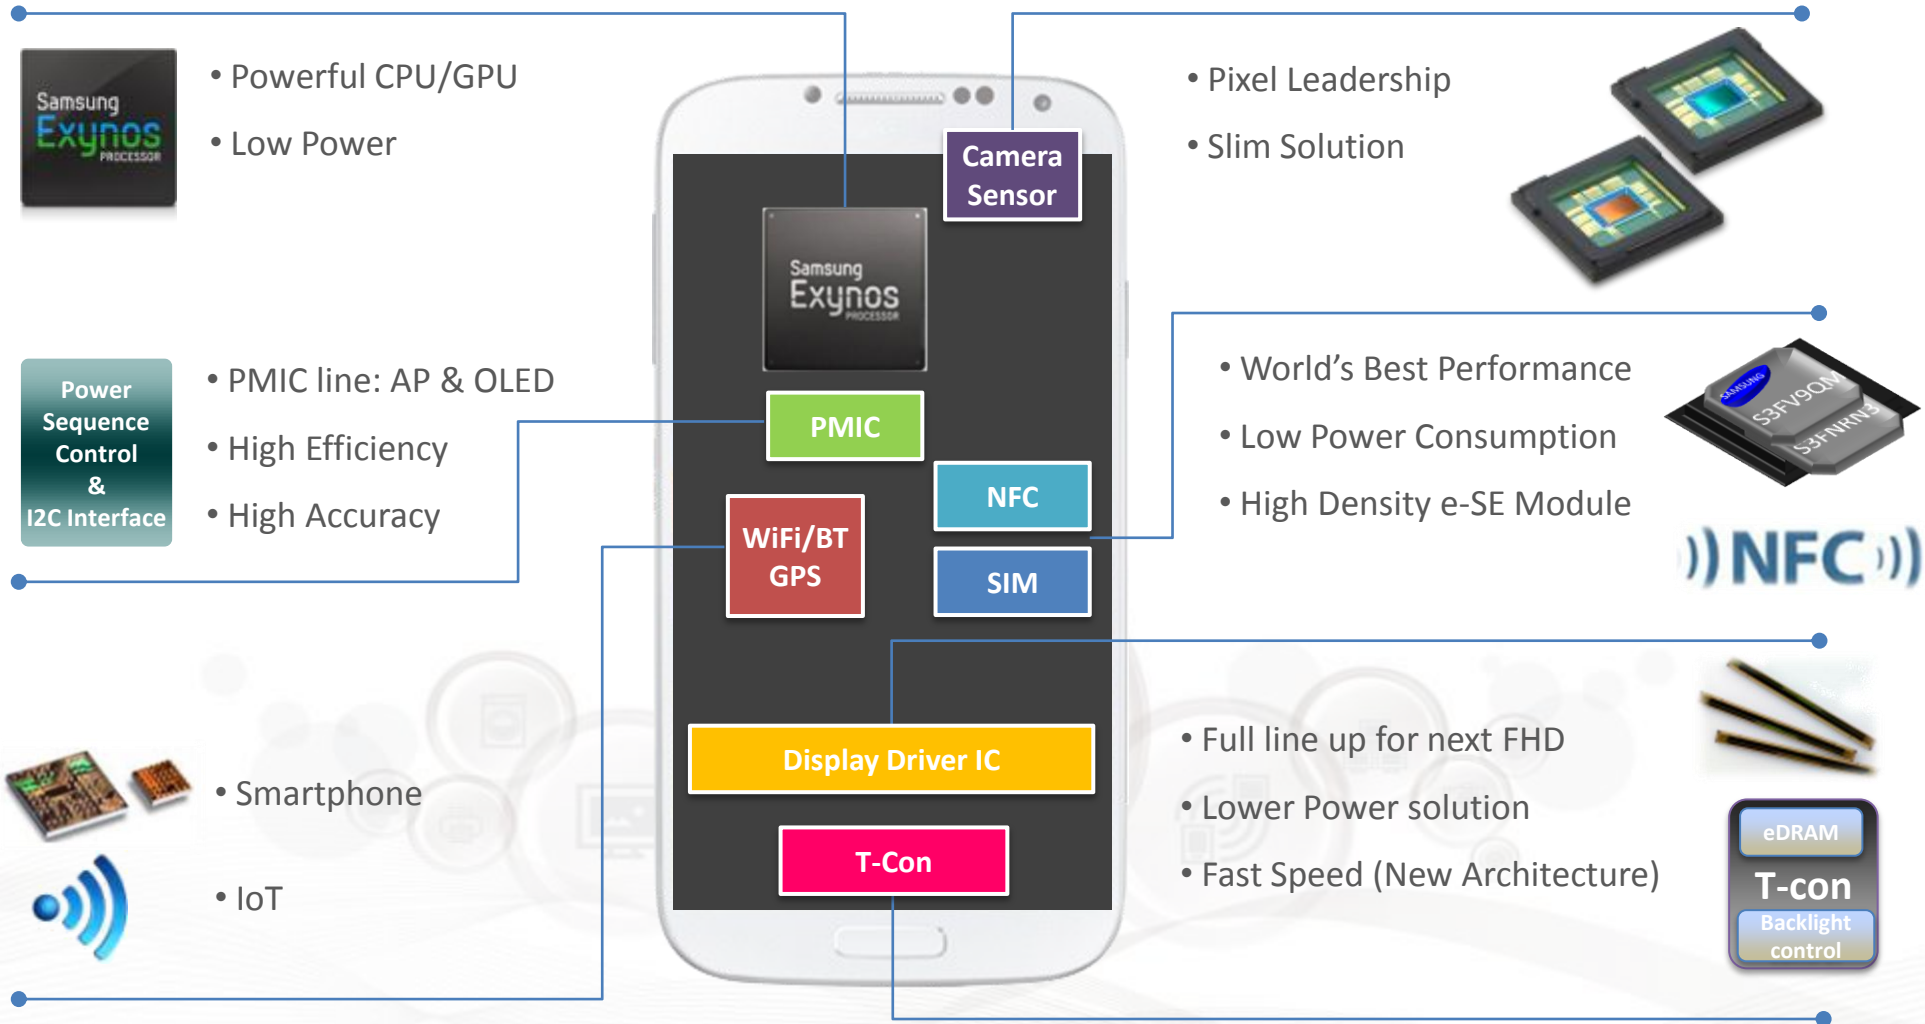 Samsung
Exynos
PROCESSOR
• Powerful CPU/GPU
• Low Power
Power
Sequence
Control
&
I2C Interface
• PMIC line: AP & OLED
• High Efficiency
• High Accuracy
• Smartphone
• IoT
Camera
Sensor
Samsung
Exynos
PROCESSOR
PMIC
NFC
WiFi/BT
GPS
SIM
Display Driver IC
T-Con
• Pixel Leadership
• Slim Solution
• World's Best Performance
• Low Power Consumption
• High Density e-SE Module
SAMSUNG
S3FV9QM
S3FNRN3
NFC
• Full line up for next FHD
• Lower Power solution
• Fast Speed (New Architecture)
eDRAM
T-con
Backlight
control